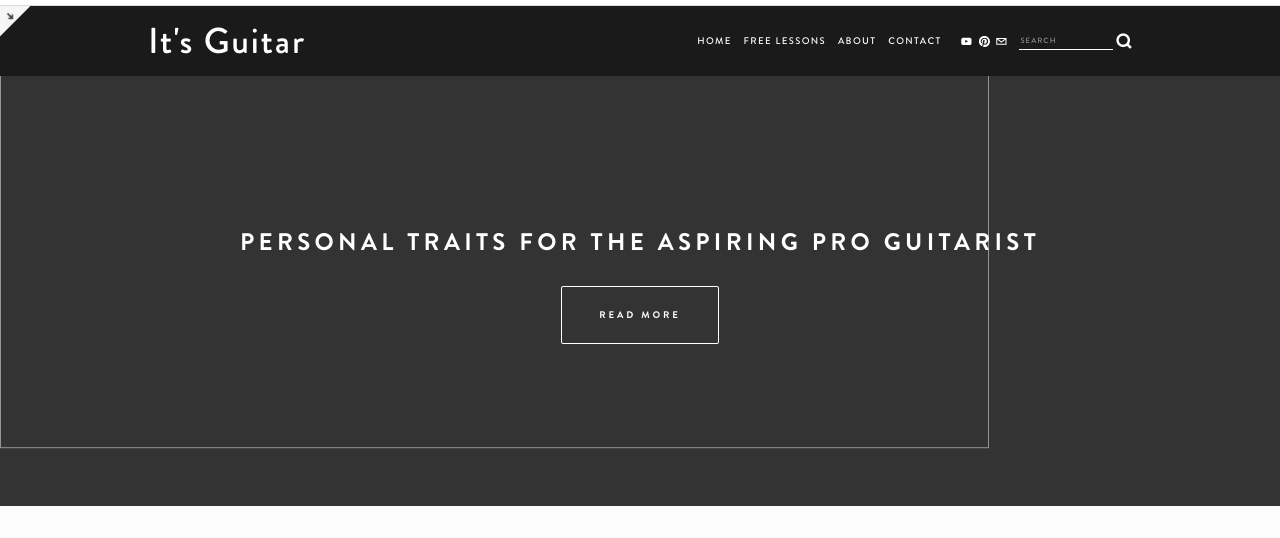 It's Guitar
HOME FREE LESSONS ABOUT CONTACT SEARCH
PERSONAL TRAITS FOR THE ASPIRING PRO GUITARIST
READ MORE